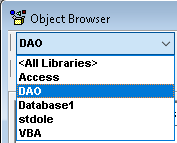 Object Browser
DAO
<All Libraries>
Access
DAO
Database1
stdole
VBA